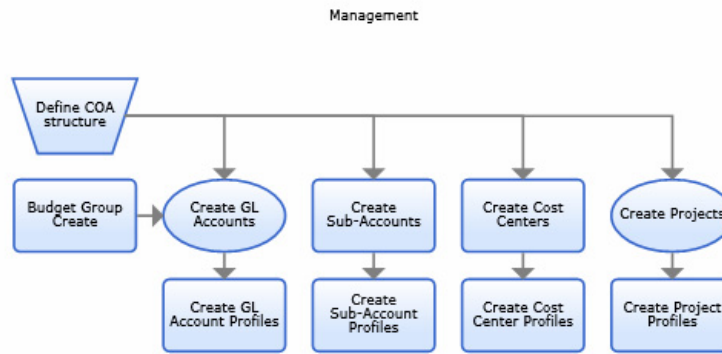 Management
Define COA
structure
Budget Group
Create
Create GL
Accounts
Create
Sub-Accounts
Create Cost
Centers
Create Projects
Create GL
Account Profiles
Create
Sub-Account
Profiles
Create Cost
Center Profiles
Create Project
Profiles